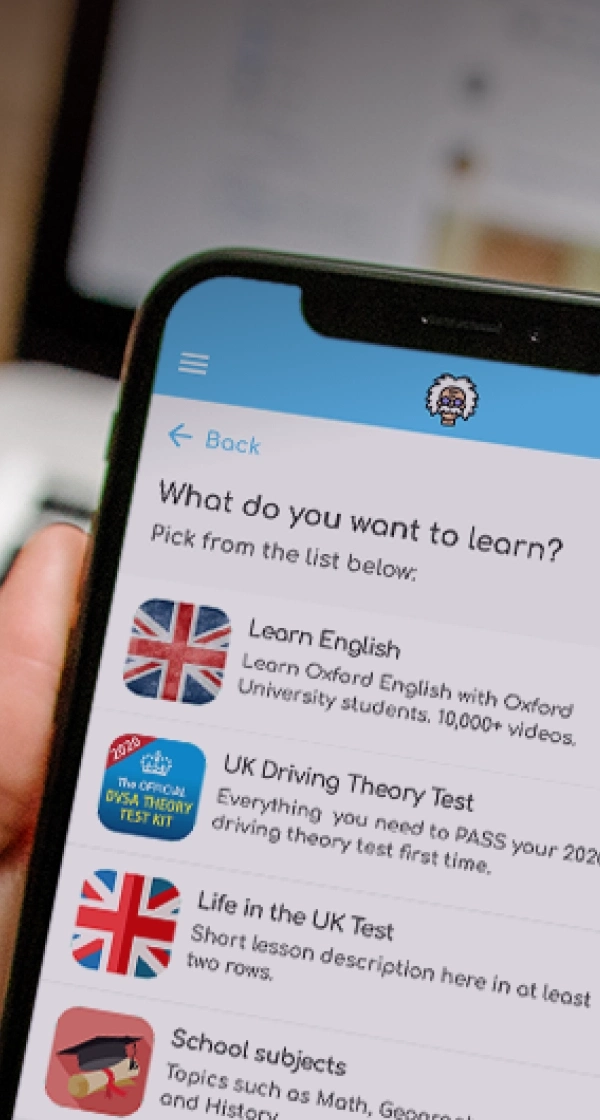 Back
What do you want to learn?
Pick from the list below:
Learn English
Learn Oxford English with Oxford
University students. 10,000+ videos.
2020
The OFFICIAL
DVSA THEORY
TEST KIT
UK Driving Theory Test
Everything you need to PASS your 2020
driving theory test first time.
Life in the UK Test
Short lesson description here in at least
two rows.
School subjects
Topics such as Math,
and History